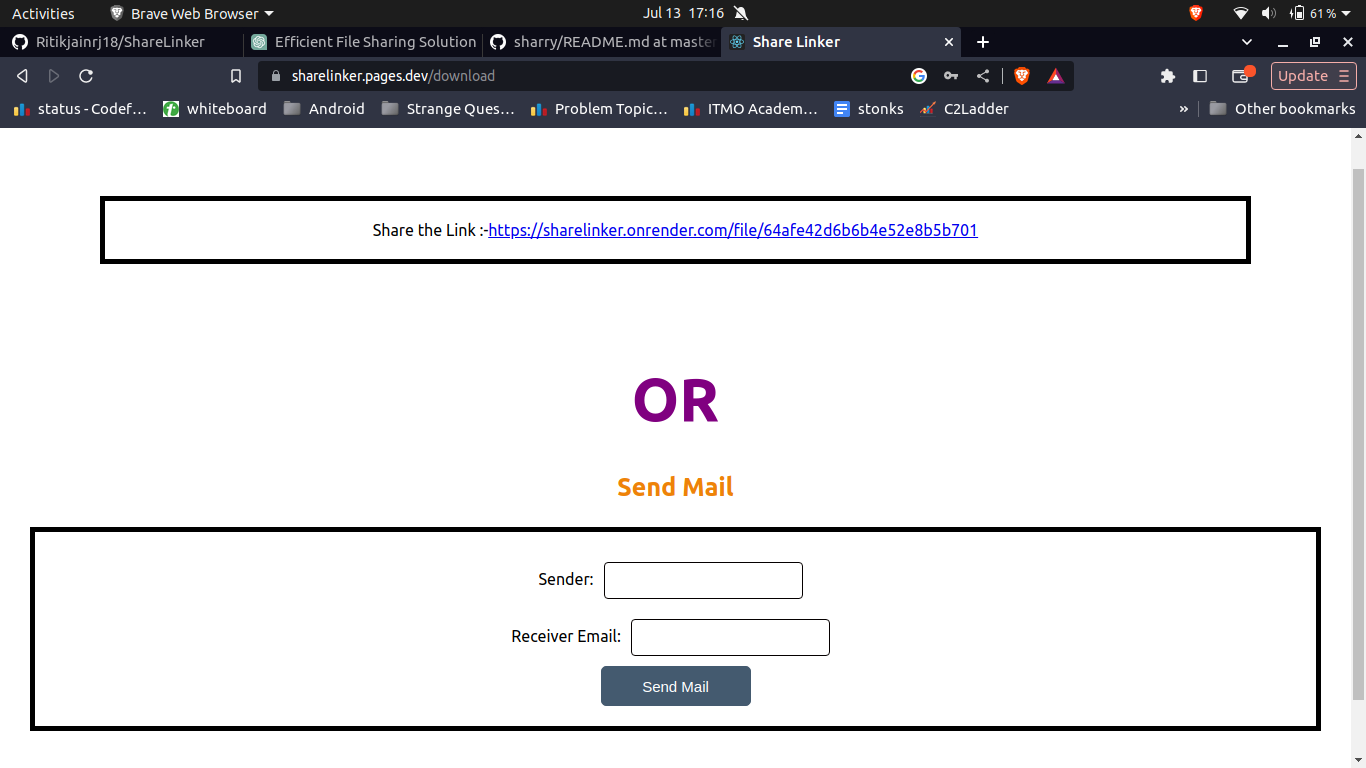 Activities Brave Web Browser Jul 13 17:16 61 %
Ritikjainrj18/ShareLinker Efficient File Sharing Solution sharry/README.md at master Share Linker
sharelinker.pages.dev/download Update
status - Codef... whiteboard Android Strange Ques... Problem Topic... ITMO Academ... stonks C2Ladder » Other bookmarks
Share the Link :-https://sharelinker.onrender.com/file/64afe42d6b6b4e52e8b5b701
OR
Send Mail
Sender:
Receiver Email:
Send Mail